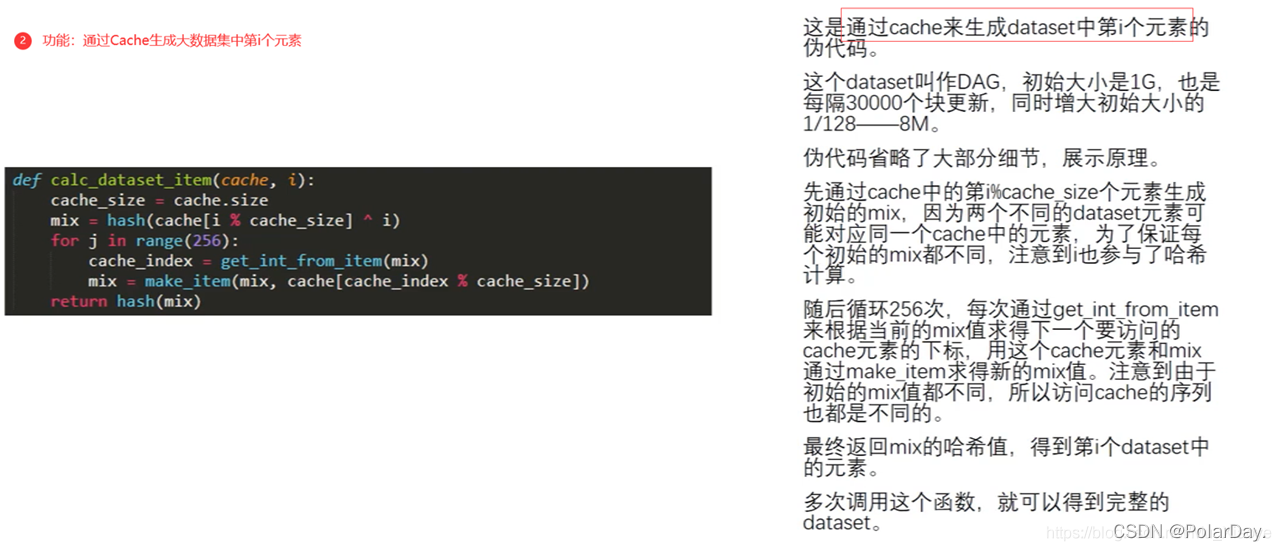 2 功能：通过Cache生成大数据集中第i个元素
def calc_dataset_item(cache, i):
    cache_size = cache.size
    mix = hash(cache[i % cache_size] ^ i)
    for j in range(256):
        cache_index = get_int_from_item(mix)
        mix = make_item(mix, cache[cache_index % cache_size])
    return hash(mix)
这是通过cache来生成dataset中第i个元素的
伪代码。
这个dataset叫作DAG，初始大小是1G，也是
每隔30000个块更新，同时增大初始大小的
1/128——8M。
伪代码省略了大部分细节，展示原理。
先通过cache中的第i%cache_size个元素生成
初始的mix，因为两个不同的dataset元素可
能对应同一个cache中的元素，为了保证每
个初始的mix都不同，注意到i也参与了哈希
计算。
随后循环256次，每次通过get_int_from_item
来根据当前的mix值求得下一个要访问的
cache元素的下标，用这个cache元素和mix
通过make_item求得新的mix值。注意到由于
初始的mix值都不同，所以访问cache的序列
也都是不同的。
最终返回mix的哈希值，得到第i个dataset中
的元素。
多次调用这个函数，就可以得到完整的
dataset。
https://blog
CSDN @PolarDay.